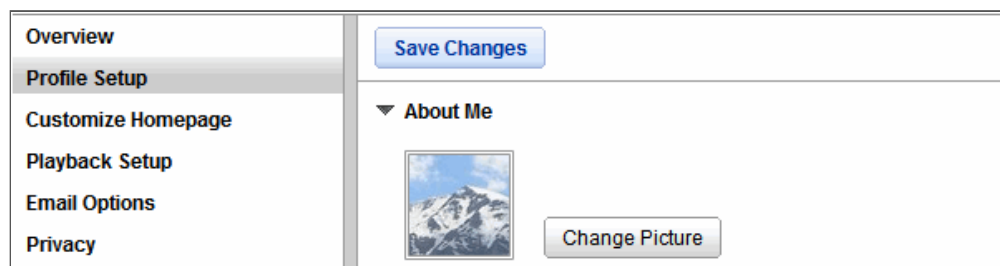 Overview
Profile Setup
Customize Homepage
Playback Setup
Email Options
Privacy
Save Changes
About Me
Change Picture